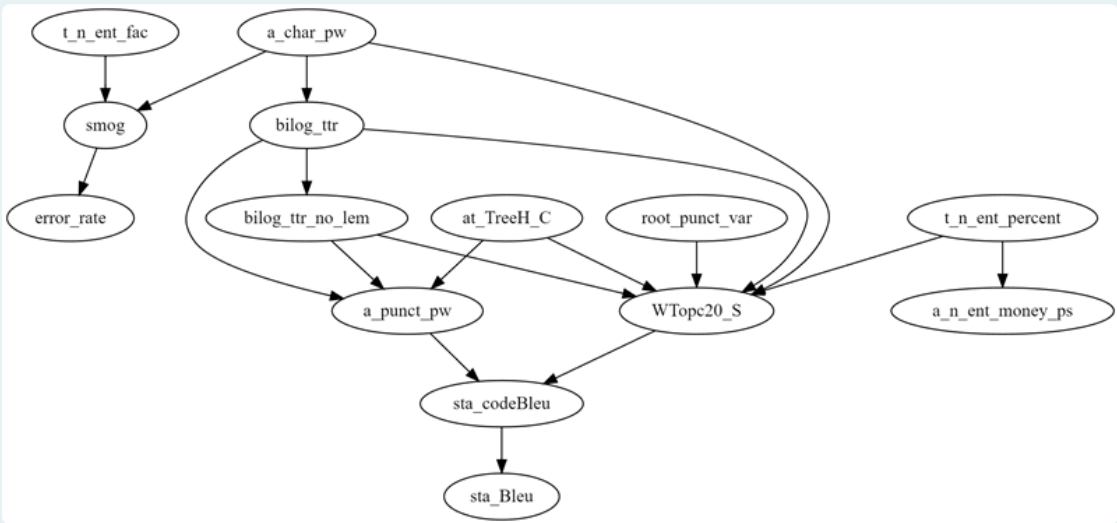 t_n_ent_fac
a_char_pw
smog
bilog_ttr
error_rate
bilog_ttr_no_lem
at_TreeH_C
root_punct_var
t_n_ent_percent
a_punct_pw
WTopc20_S
a_n_ent_money_ps
sta_codeBleu
sta_Bleu